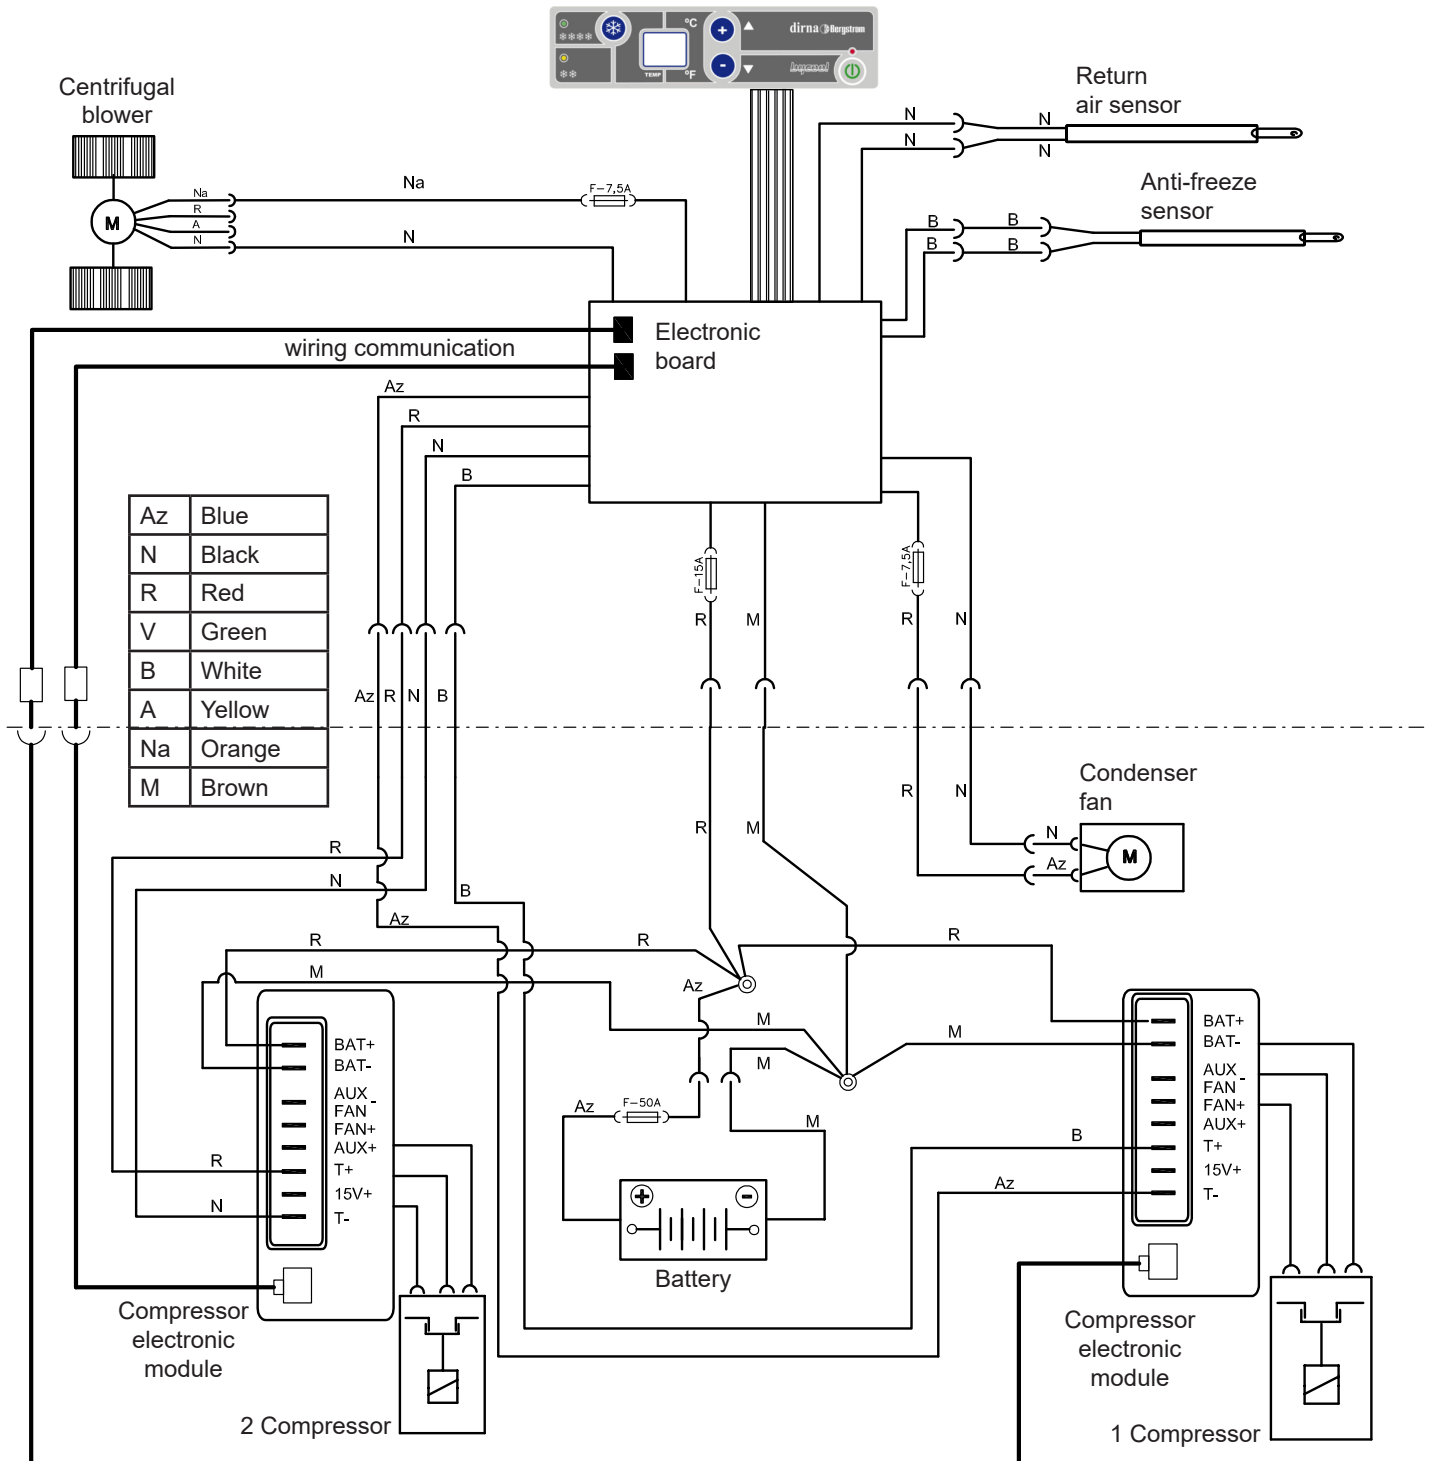 °C
°F
TEMP
+
-
dirna Bergstrom
bycool
Centrifugal
blower
Return
air sensor
Anti-freeze
sensor
N
N
N
N
Na
R
A
N
M
Na
N
F-7,5A
B
B
B
B
wiring communication
Electronic
board
Az
R
N
B
Az Blue
N Black
R Red
V Green
B White
A Yellow
Na Orange
M Brown
F-15A
F-7,5A
R
M
R
N
Az
R
N
B
R
M
R
N
Condenser
fan
N
Az
M
R
N
B
Az
R
R
R
M
Az
M
M
M
BAT+
BAT-
AUX
-
FAN
FAN+
AUX+
T+
15V+
T-
R
N
Az
F-50A
M
B
Az
BAT+
BAT-
AUX
-
FAN
FAN+
AUX+
T+
15V+
T-
+
-
Battery
Compressor
electronic
module
2 Compressor
Compressor
electronic
module
1 Compressor